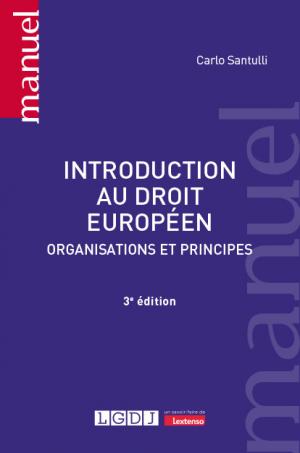 manuel
Carlo Santulli
manuel
INTRODUCTION
AU DROIT
EUROPÉEN
ORGANISATIONS ET PRINCIPES
3e édition
manuel
LGDJ
un savoir-faire de
Lextenso